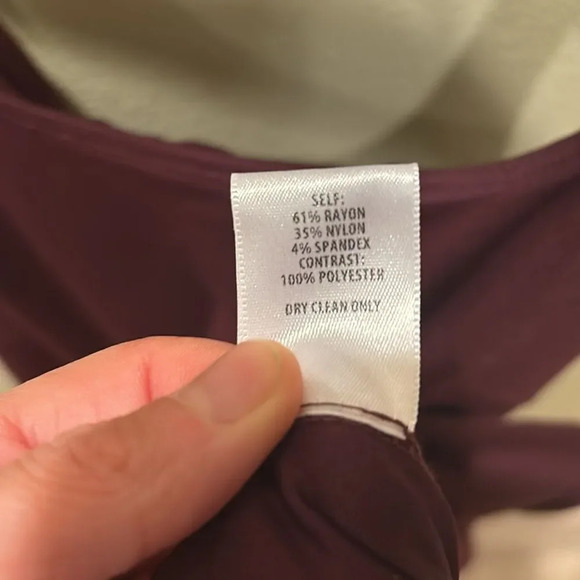 SELF:
61% RAYON
35% NYLON
4% SPANDEX
CONTRAST:
100% POLYESTER
DRY CLEAN ONLY